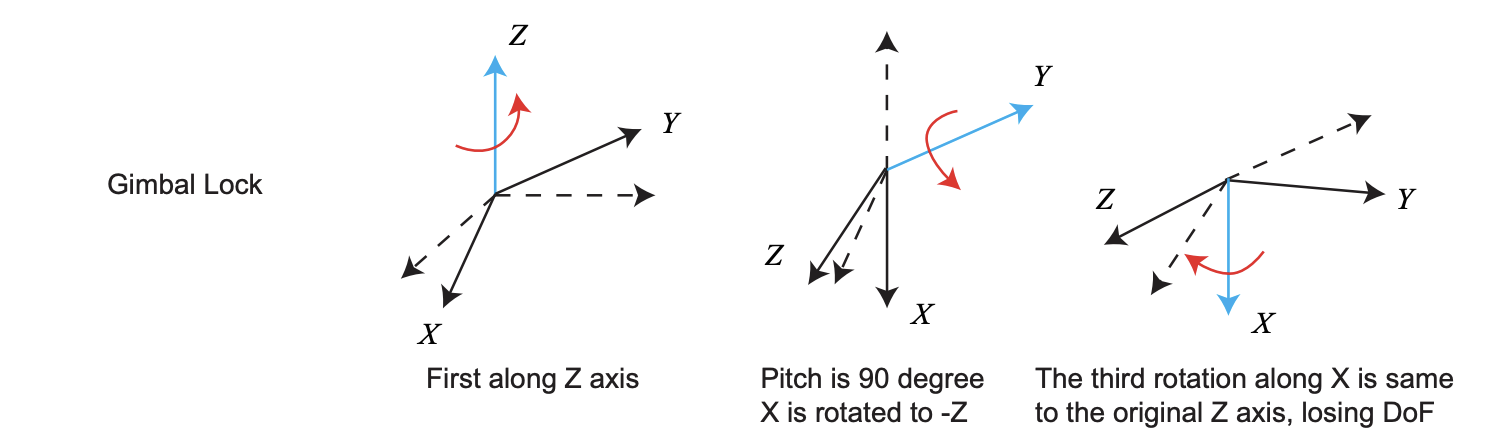 Gimbal Lock
Z
Y
X
First along Z axis
Y
Z
X
Pitch is 90 degree
X is rotated to -Z
Z
Y
X
The third rotation along X is same
to the original Z axis, losing DoF